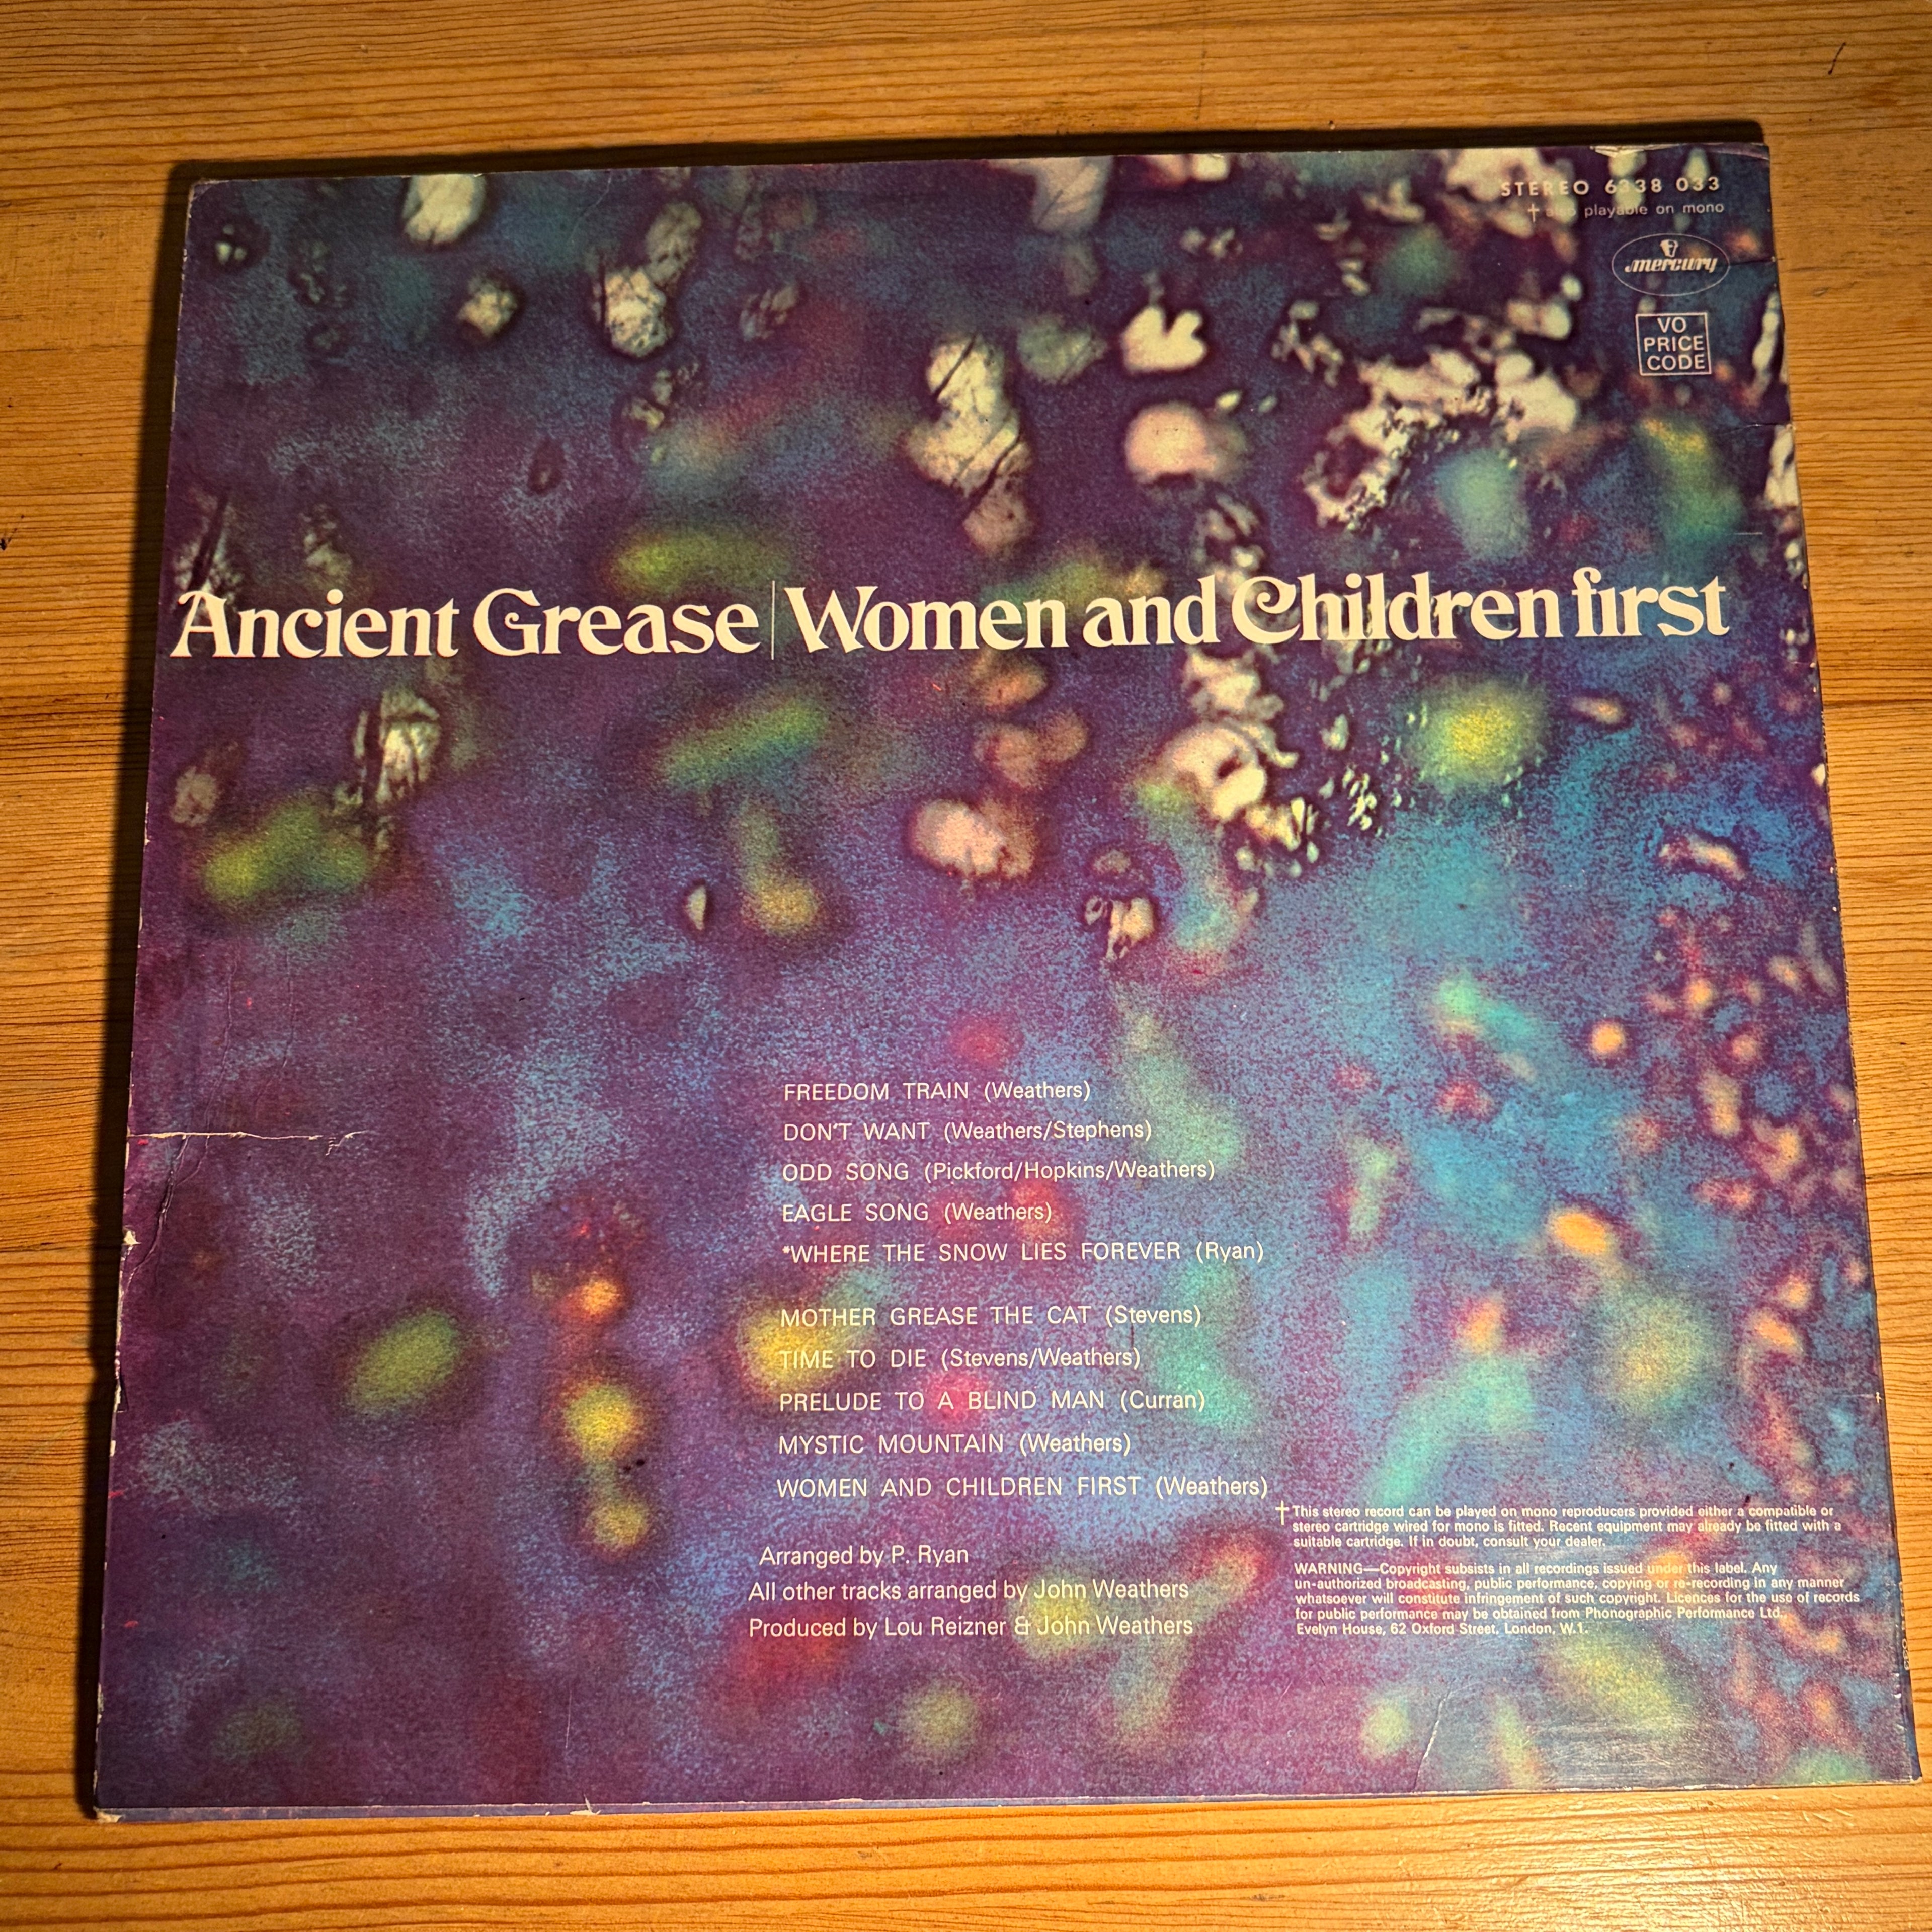 STEREO 6338 033
† also playable on mono
mercury
VO
PRICE
CODE
Ancient Grease | Women and Children first
FREEDOM TRAIN (Weathers)
DON'T WANT (Weathers/Stephens)
ODD SONG (Pickford/Hopkins/Weathers)
EAGLE SONG (Weathers)
*WHERE THE SNOW LIES FOREVER (Ryan)
MOTHER GREASE THE CAT (Stevens)
TIME TO DIE (Stevens/Weathers)
PRELUDE TO A BLIND MAN (Curran)
MYSTIC MOUNTAIN (Weathers)
WOMEN AND CHILDREN FIRST (Weathers)
Arranged by P. Ryan
All other tracks arranged by John Weathers
Produced by Lou Reizner & John Weathers
† This stereo record can be played on mono reproducers provided either a compatible or
stereo cartridge wired for mono is fitted. Recent equipment may already be fitted with a
suitable cartridge. If in doubt, consult your dealer.
WARNING—Copyright subsists in all recordings issued under this label. Any
un-authorized broadcasting, public performance, copying or re-recording in any manner
whatsoever will constitute infringement of such copyright. Licences for the use of records
for public performance may be obtained from Phonographic Performance Ltd.,
Evelyn House, 62 Oxford Street, London, W.1.